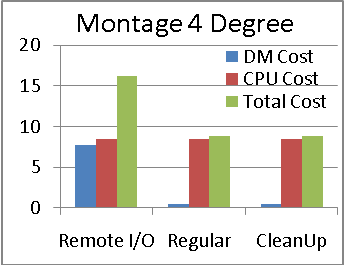 Montage 4 Degree
20
15
10
5
0
DM Cost
CPU Cost
Total Cost
Remote I/O Regular CleanUp